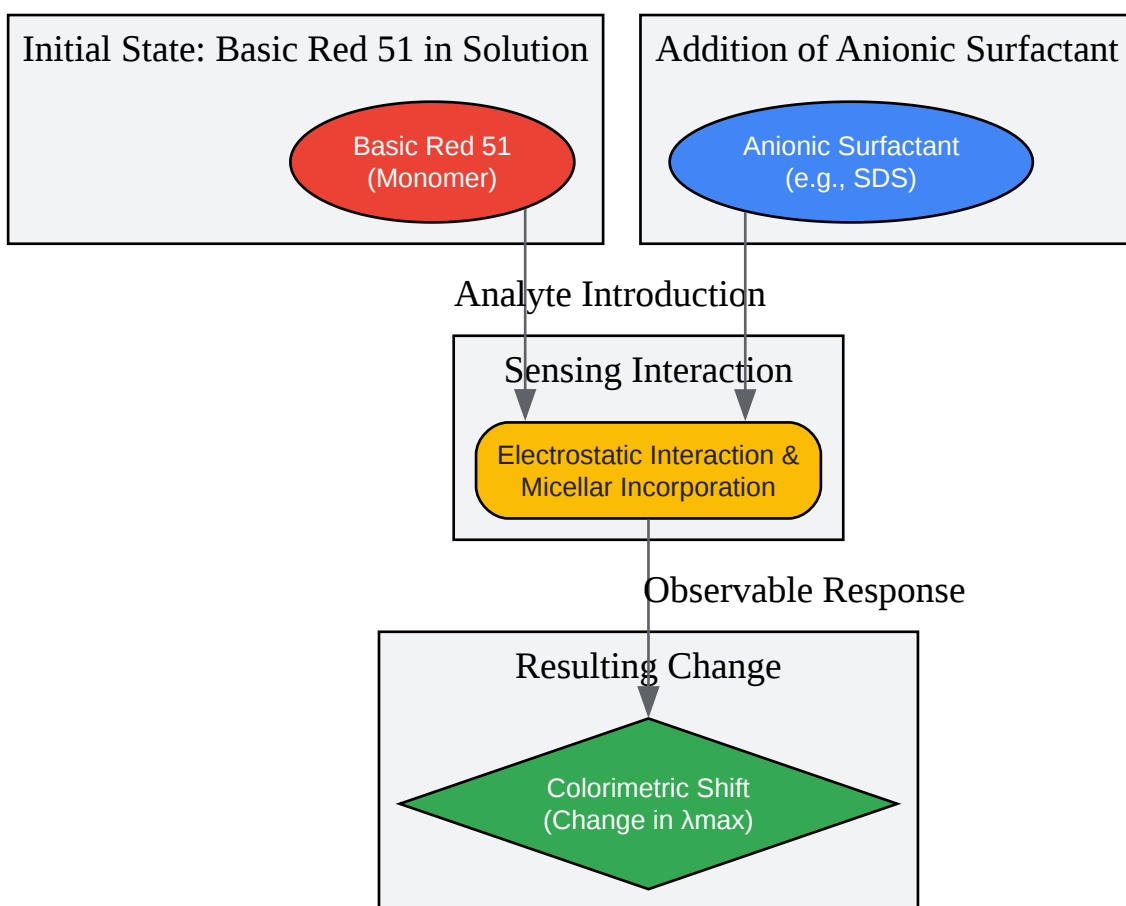 Initial State: Basic Red 51 in Solution
Basic Red 51
(Monomer)
Addition of Anionic Surfactant
Anionic Surfactant
(e.g., SDS)
Analyte Introduction
Sensing Interaction
Electrostatic Interaction &
Micellar Incorporation
Observable Response
Resulting Change
Colorimetric Shift
(Change in λmax)